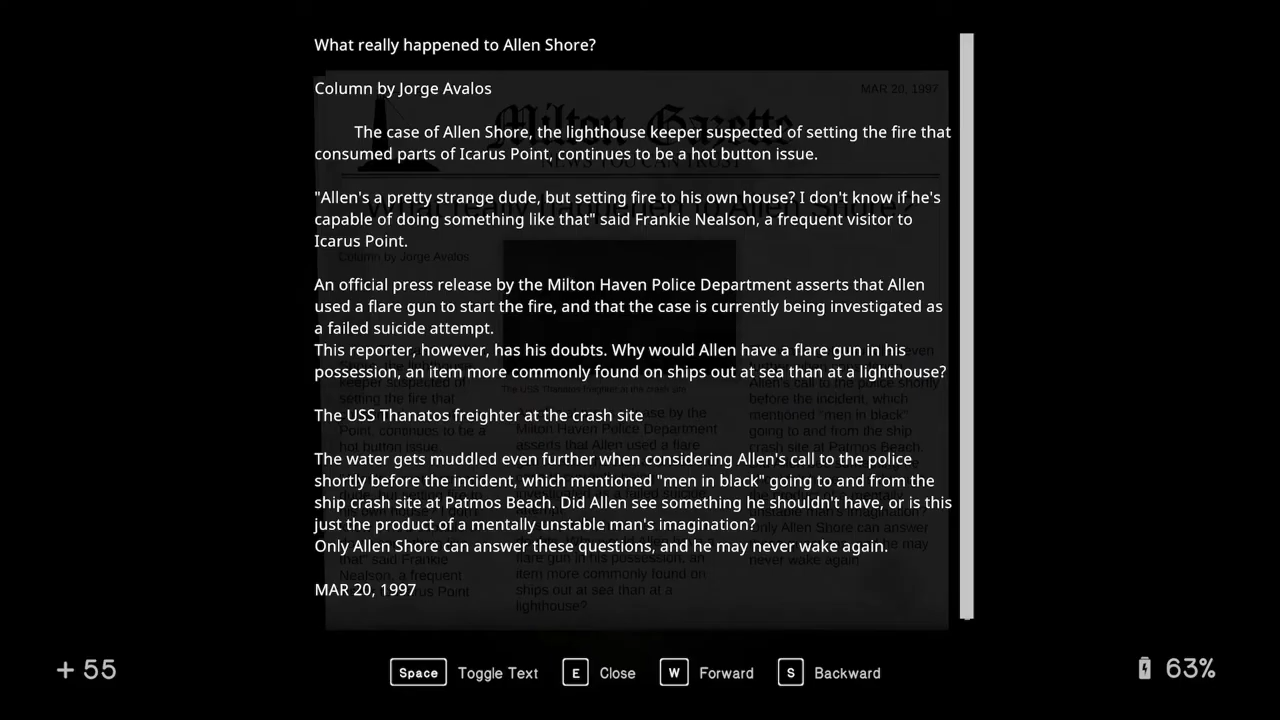 What really happened to Allen Shore?
Column by Jorge Avalos
The case of Allen Shore, the lighthouse keeper suspected of setting the fire that
consumed parts of Icarus Point, continues to be a hot button issue.
"Allen's a pretty strange dude, but setting fire to his own house? I don't know if he's
capable of doing something like that" said Frankie Nealson, a frequent visitor to
Icarus Point.
An official press release by the Milton Haven Police Department asserts that Allen
used a flare gun to start the fire, and that the case is currently being investigated as
a failed suicide attempt.
This reporter, however, has his doubts. Why would Allen have a flare gun in his
possession, an item more commonly found on ships out at sea than at a lighthouse?
The USS Thanatos freighter at the crash site
The water gets muddled even further when considering Allen's call to the police
shortly before the incident, which mentioned "men in black" going to and from the
ship crash site at Patmos Beach. Did Allen see something he shouldn't have, or is this
just the product of a mentally unstable man's imagination?
Only Allen Shore can answer these questions, and he may never wake again.
MAR 20, 1997
MAR 20, 1997
Milton Gazette
+ 55
Space Toggle Text E Close W Forward S Backward
63%